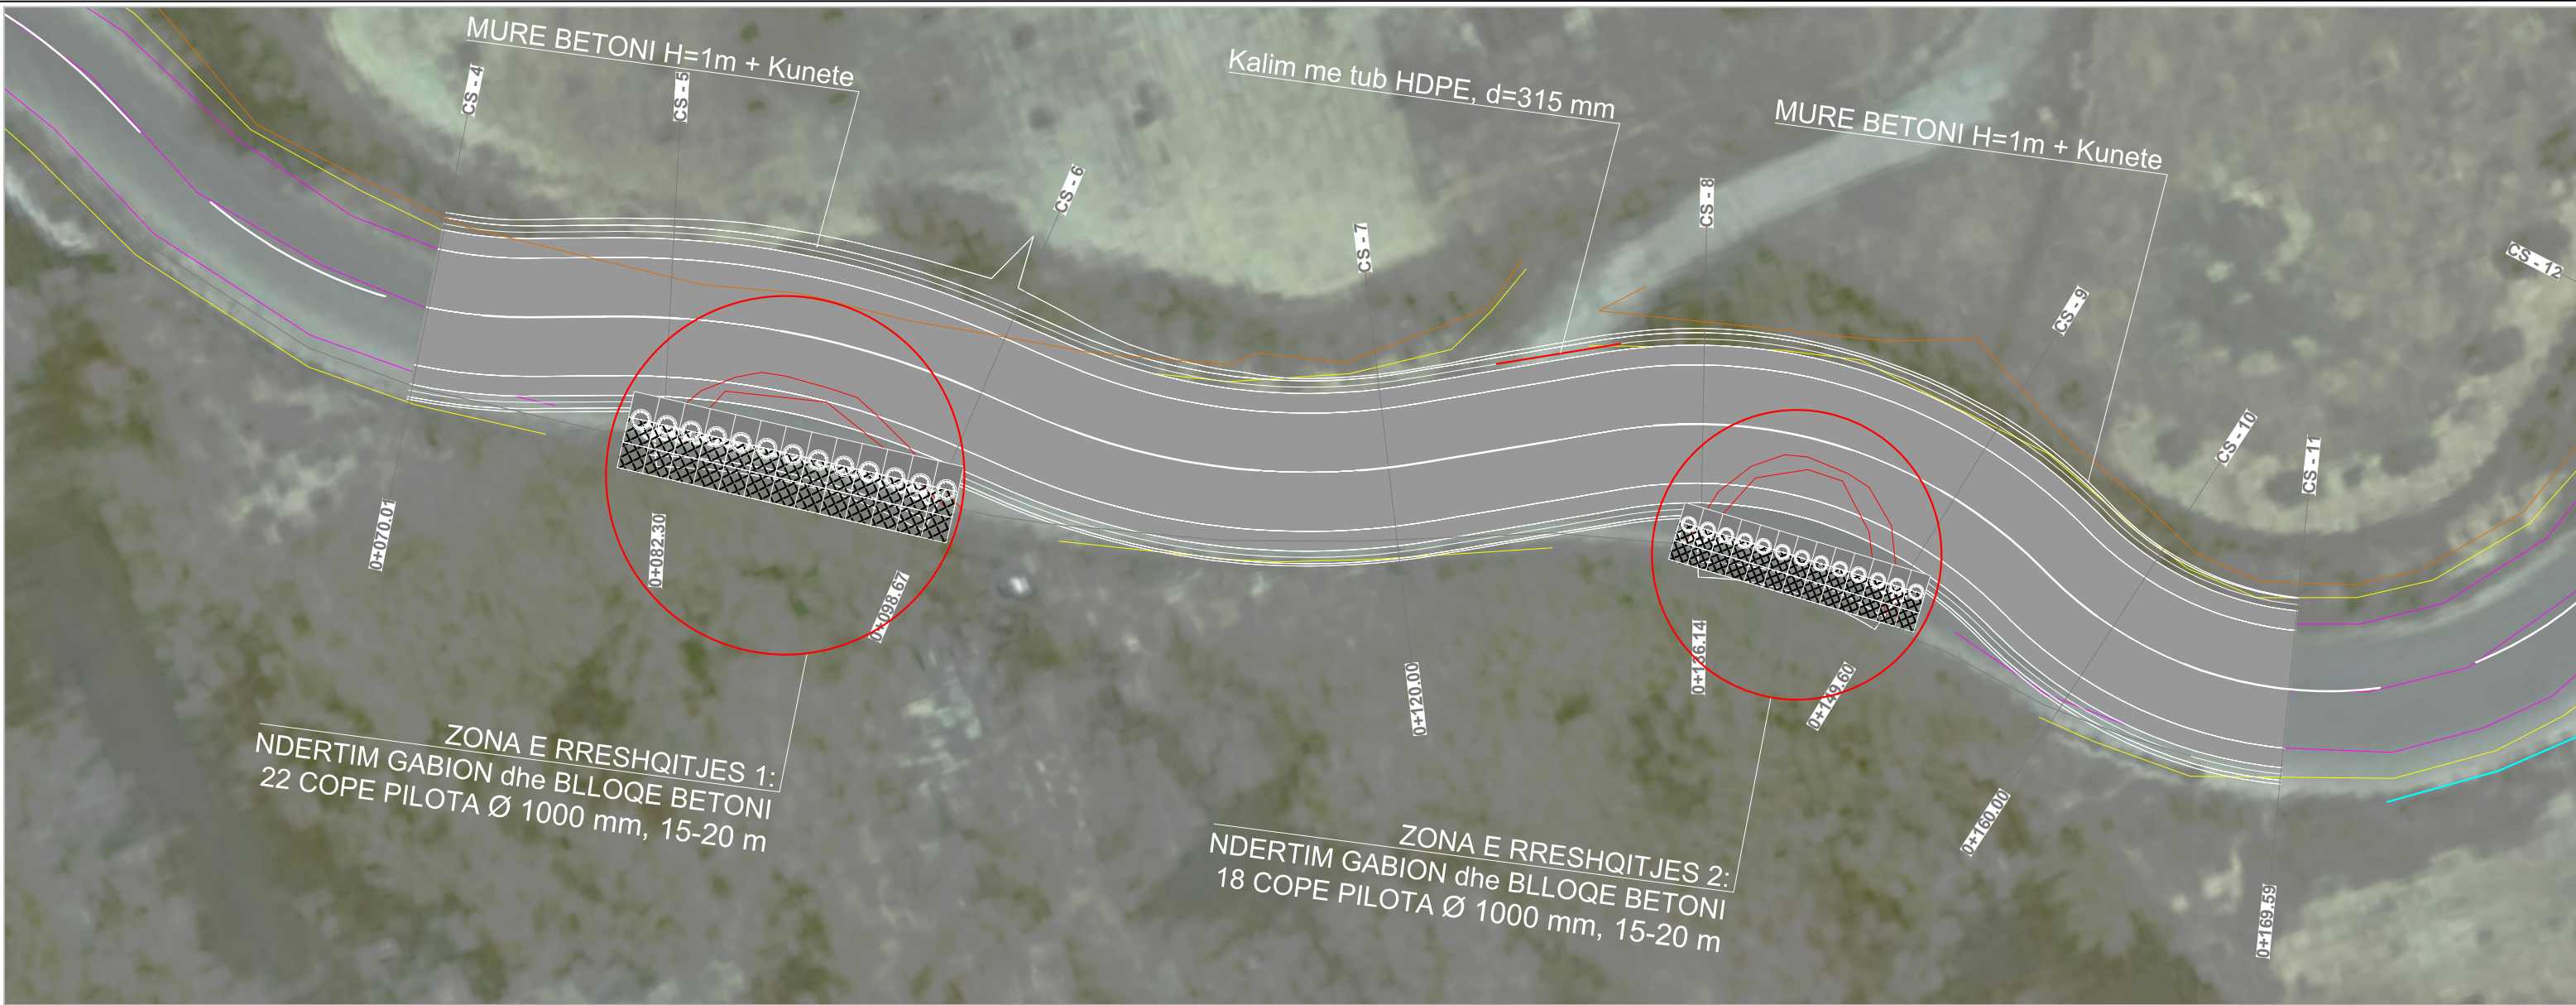 MURE BETONI H=1m + Kunete
Kalim me tub HDPE, d=315 mm
MURE BETONI H=1m + Kunete
CS - 4
CS - 5
CS - 6
CS - 7
CS - 8
CS - 9
CS - 10
CS - 11
CS - 12
0+070.01
0+082.30
0+098.67
0+120.00
0+136.14
0+149.60
0+160.00
0+169.59
ZONA E RRESHQITJES 1:
NDERTIM GABION dhe BLLOQE BETONI
22 COPE PILOTA Ø 1000 mm, 15-20 m
ZONA E RRESHQITJES 2:
NDERTIM GABION dhe BLLOQE BETONI
18 COPE PILOTA Ø 1000 mm, 15-20 m